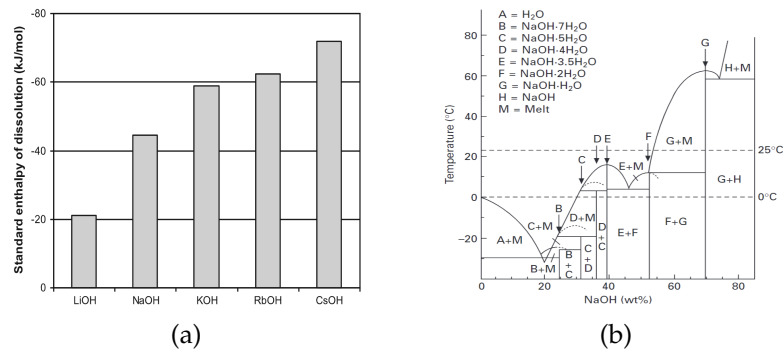 Standard enthalpy of dissolution (kJ/mol)
-80
-60
-40
-20
0
LiOH
NaOH
KOH
RbOH
CsOH
(a)
A = H₂O
B = NaOH·7H₂O
C = NaOH·5H₂O
D = NaOH·4H₂O
E = NaOH·3.5H₂O
F = NaOH·2H₂O
G = NaOH·H₂O
H = NaOH
M = Melt
Temperature (°C)
80
60
40
20
0
−20
G
H+M
D E
F
G+M
25°C
C
E+M
G+H
0°C
B
C+M
D+M
D+C
E+F
F+G
A+M
B+M
B+C
C+D
0
20
40
60
80
NaOH (wt%)
(b)